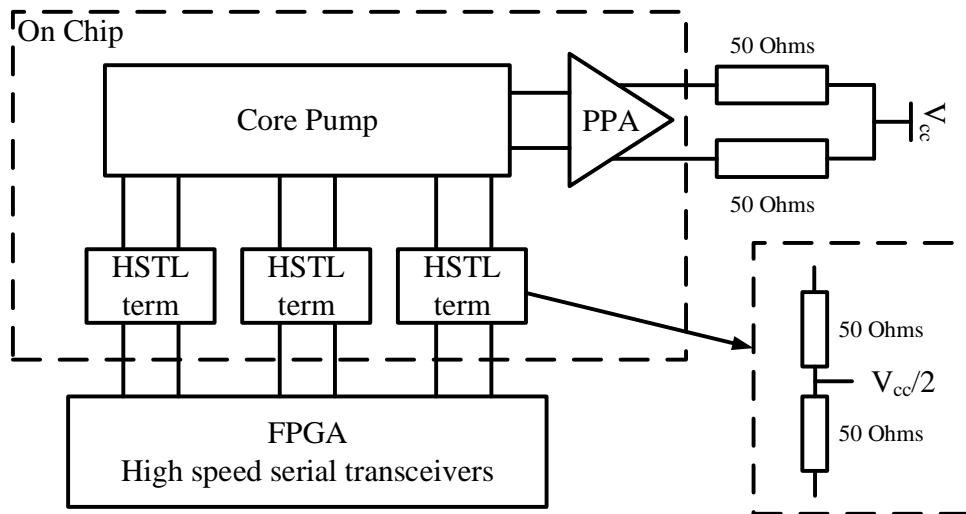 On Chip
50 Ohms
Core Pump
PPA
Vcc
50 Ohms
HSTL
term
HSTL
term
HSTL
term
50 Ohms
Vcc/2
50 Ohms
FPGA
High speed serial transceivers